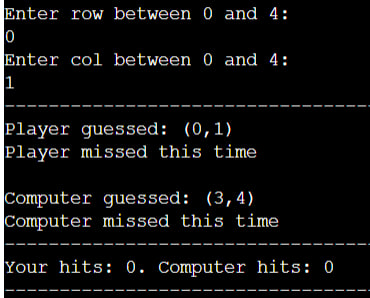 Enter row between 0 and 4:
0
Enter col between 0 and 4:
1
-----------------------------------
Player guessed: (0,1)
Player missed this time
Computer guessed: (3,4)
Computer missed this time
-----------------------------------
Your hits: 0. Computer hits: 0
-----------------------------------